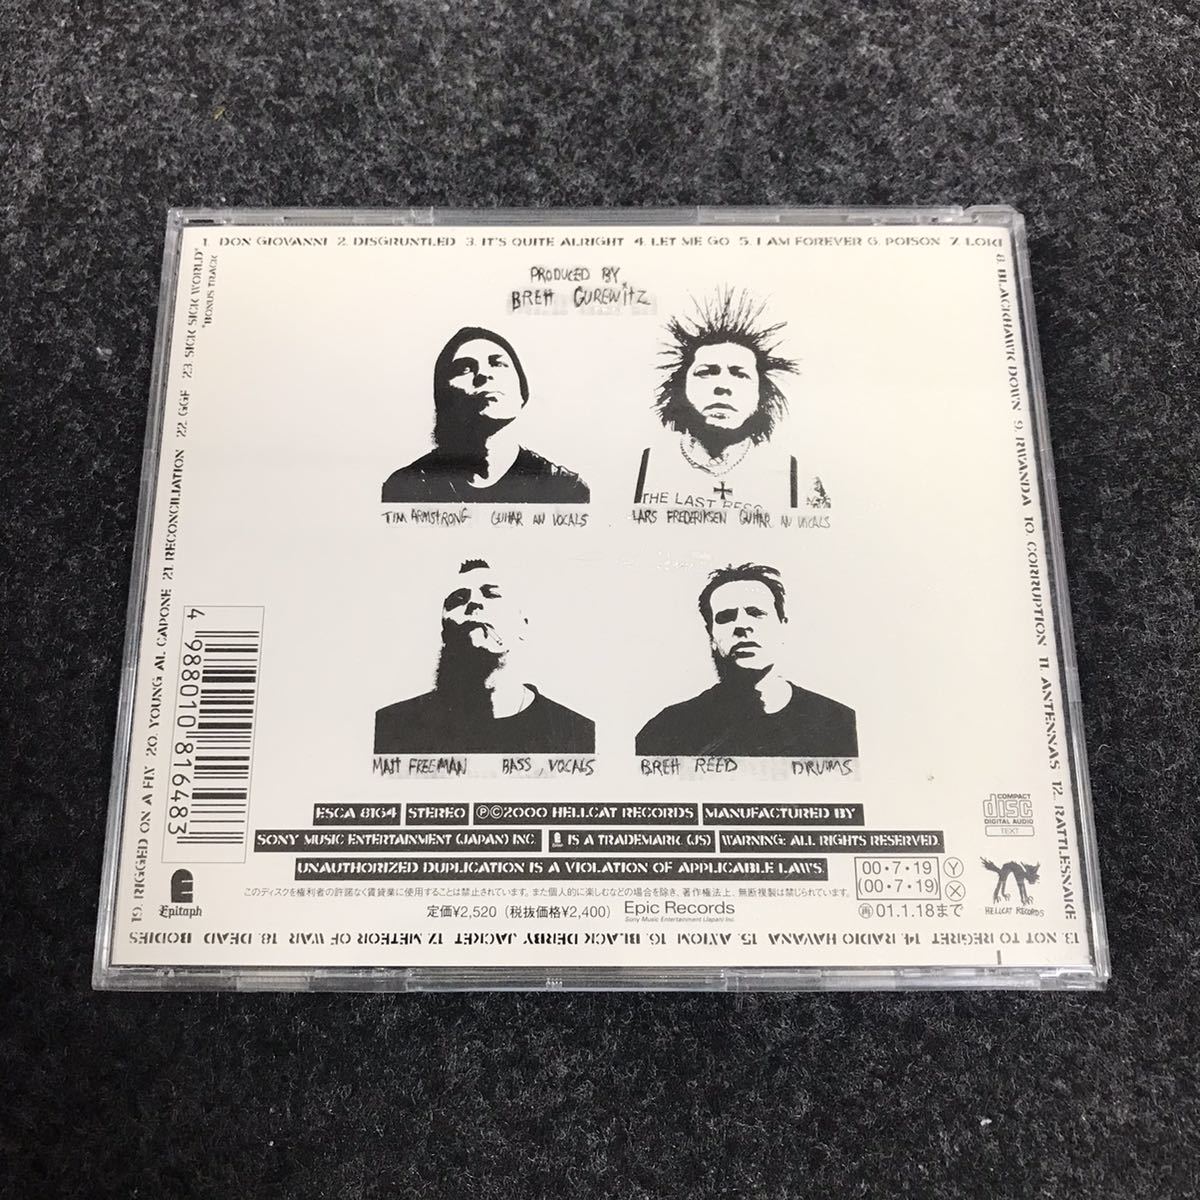 1. DON GIOVANNI 2. DISGRUNTLED 3. IT'S QUITE ALRIGHT 4. LET ME GO 5. I AM FOREVER 6. POISON 7. LOKI
8. BLACKHAWK DOWN 9. RWANDA 10. CORRUPTION 11. ANTENNAS 12. RATTLESNAKE
13. NOT TO REGRET 14. RADIO HAVANA 15. AXIOM 16. BLACK DERBY JACKET 17. METEOR OF WAR 18. DEAD BODIES
19. RIGGED ON A FIX 20. YOUNG AL CAPONE 21. RECONCILIATION 22. GGF 23. SICK SICK WORLD*
*BONUS TRACK
PRODUCED BY
BRETT GUREWITZ
THE LAST RESO
TIM ARMSTRONG GUITAR AN VOCALS
LARS FREDERIKSEN GUITAR AN VOCALS
MATT FREEMAN BASS, VOCALS
BRETT REED DRUMS
4 988010 816483
ESCA 8164 STEREO Ⓟ©2000 HELLCAT RECORDS MANUFACTURED BY
SONY MUSIC ENTERTAINMENT (JAPAN) INC. IS A TRADEMARK. (JS) WARNING: ALL RIGHTS RESERVED.
UNAUTHORIZED DUPLICATION IS A VIOLATION OF APPLICABLE LAWS.
このディスクを権利者の許諾なく賃貸業に使用することは禁止されています。また個人的に楽しむなどの場合を除き、著作権法上、無断複製は禁じられています。
定価¥2,520 (税抜価格¥2,400) Epic Records
Sony Music Entertainment (Japan) Inc.
Epitaph
COMPACT
disc
DIGITAL AUDIO
TEXT
00・7・19 Ⓨ
(00・7・19) Ⓧ
再 01.1.18まで
HELLCAT RECORDS